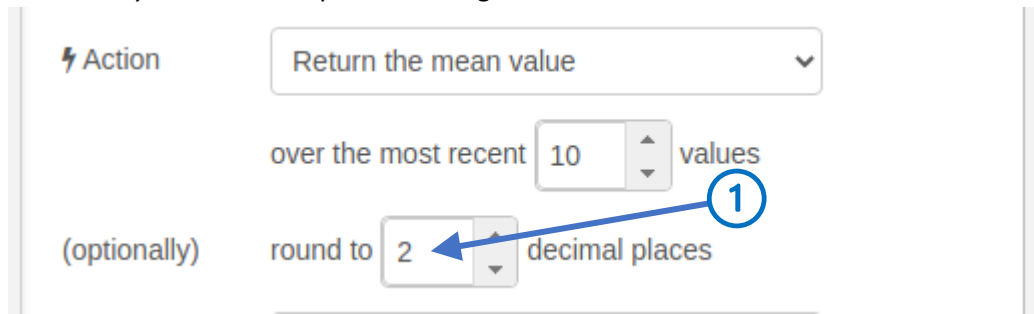 Action Return the mean value
over the most recent 10 values
1
(optionally) round to 2 decimal places